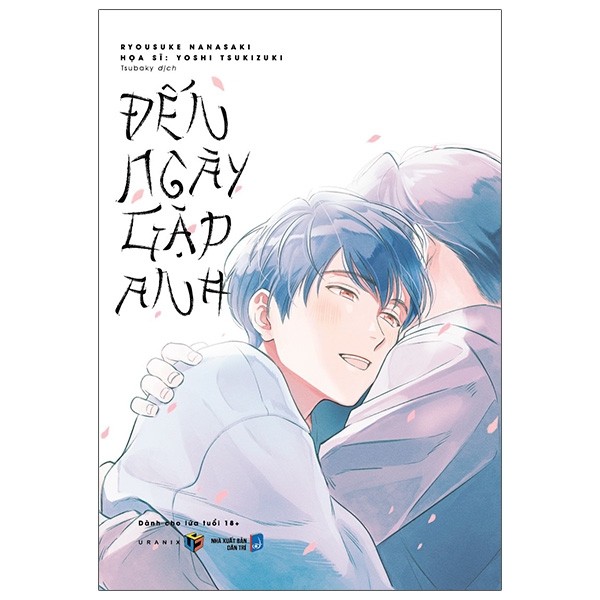 RYOUSUKE NANASAKI
HỌA SĨ: YOSHI TSUKIZUKI
Tsubaky dịch
ĐẾN
NGÀY
GẶP
ANH
Dành cho lứa tuổi 18+
URANIX
NHÀ XUẤT BẢN
DÂN TRÍ